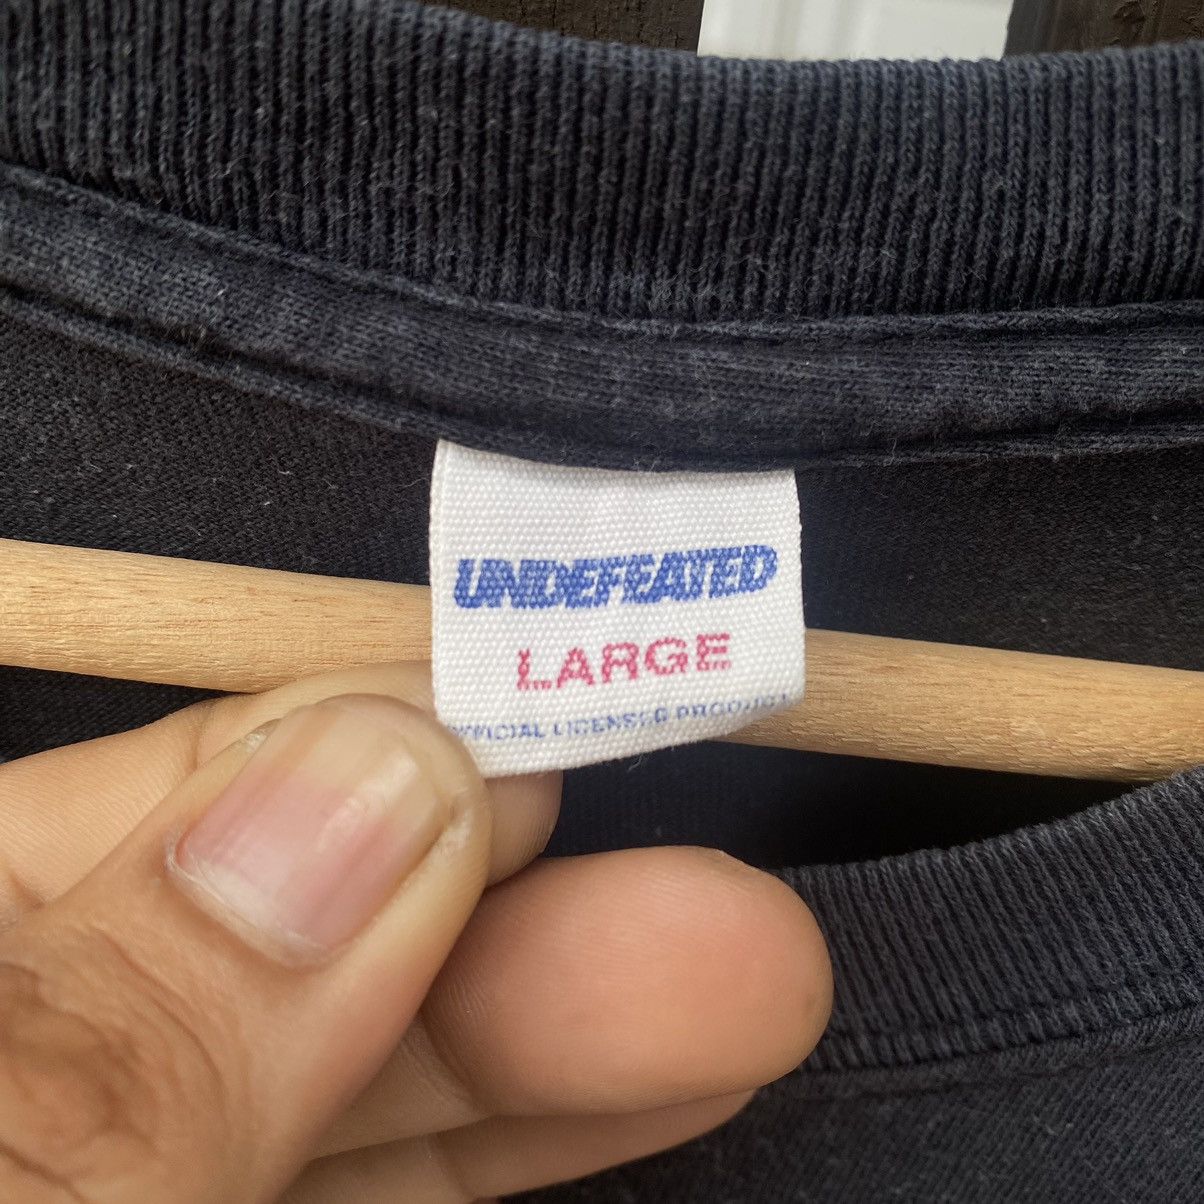 UNDEFEATED
LARGE
OFFICIAL LICENSED PRODUCT